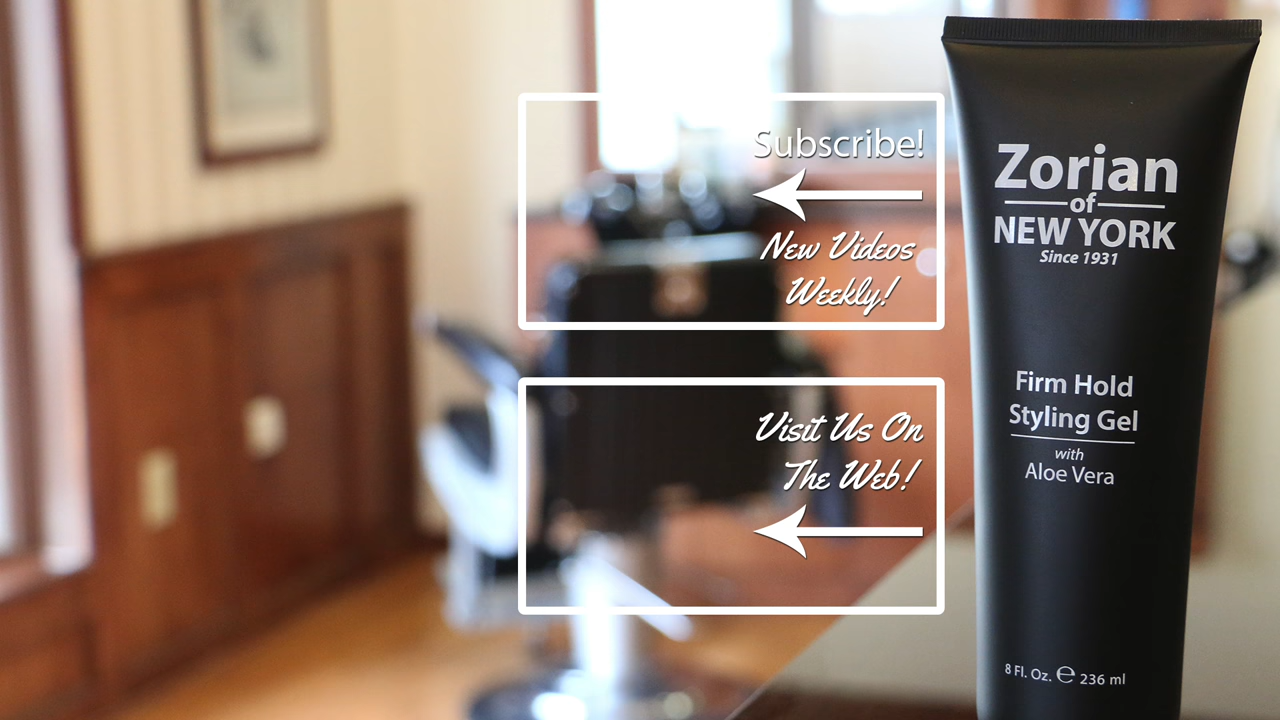 Subscribe!
New Videos
Weekly!
Visit Us On
The Web!
Zorian
of
NEW YORK
Since 1931
Firm Hold
Styling Gel
with
Aloe Vera
8 Fl. Oz. ℮ 236 ml